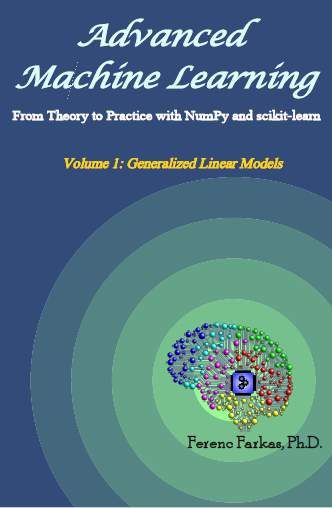 Advanced
Machine Learning
From Theory to Practice with NumPy and scikit-learn
Volume 1: Generalized Linear Models
Ferenc Farkas, Ph.D.